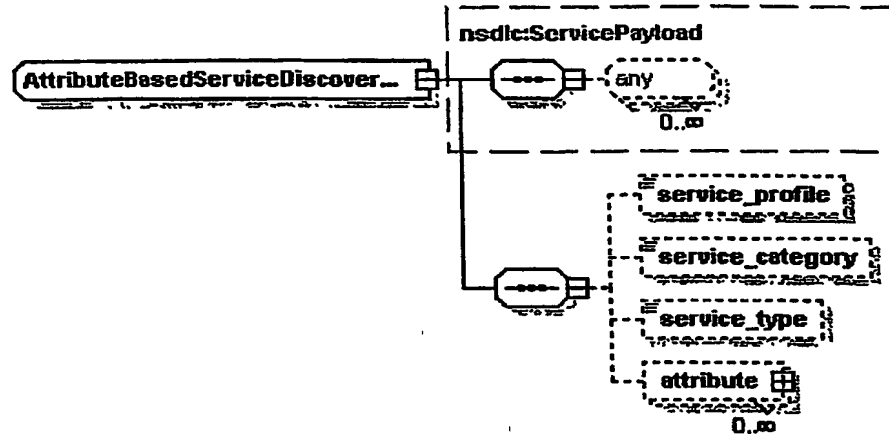 nsdlc:ServicePayload
AttributeBasedServiceDiscover...
any
0..∞
service_profile
service_category
service_type
attribute
0..∞